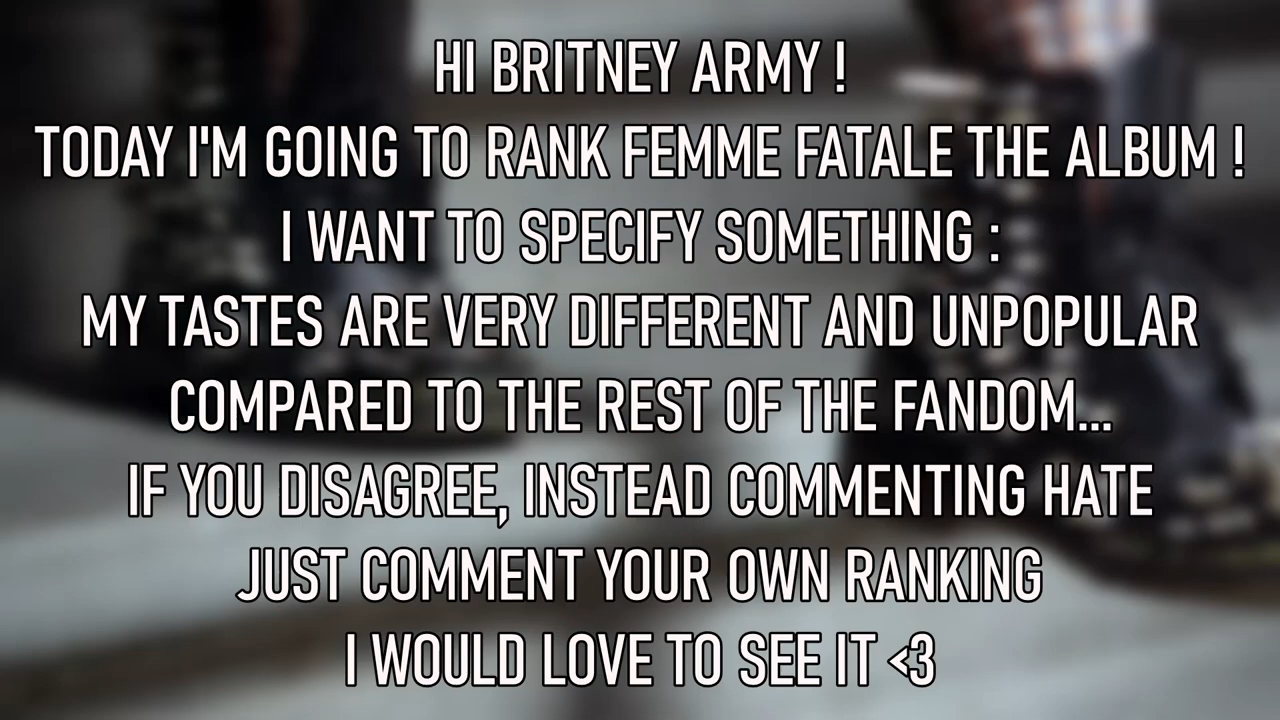 HI BRITNEY ARMY !
TODAY I'M GOING TO RANK FEMME FATALE THE ALBUM !
I WANT TO SPECIFY SOMETHING :
MY TASTES ARE VERY DIFFERENT AND UNPOPULAR
COMPARED TO THE REST OF THE FANDOM...
IF YOU DISAGREE, INSTEAD COMMENTING HATE
JUST COMMENT YOUR OWN RANKING
I WOULD LOVE TO SEE IT <3